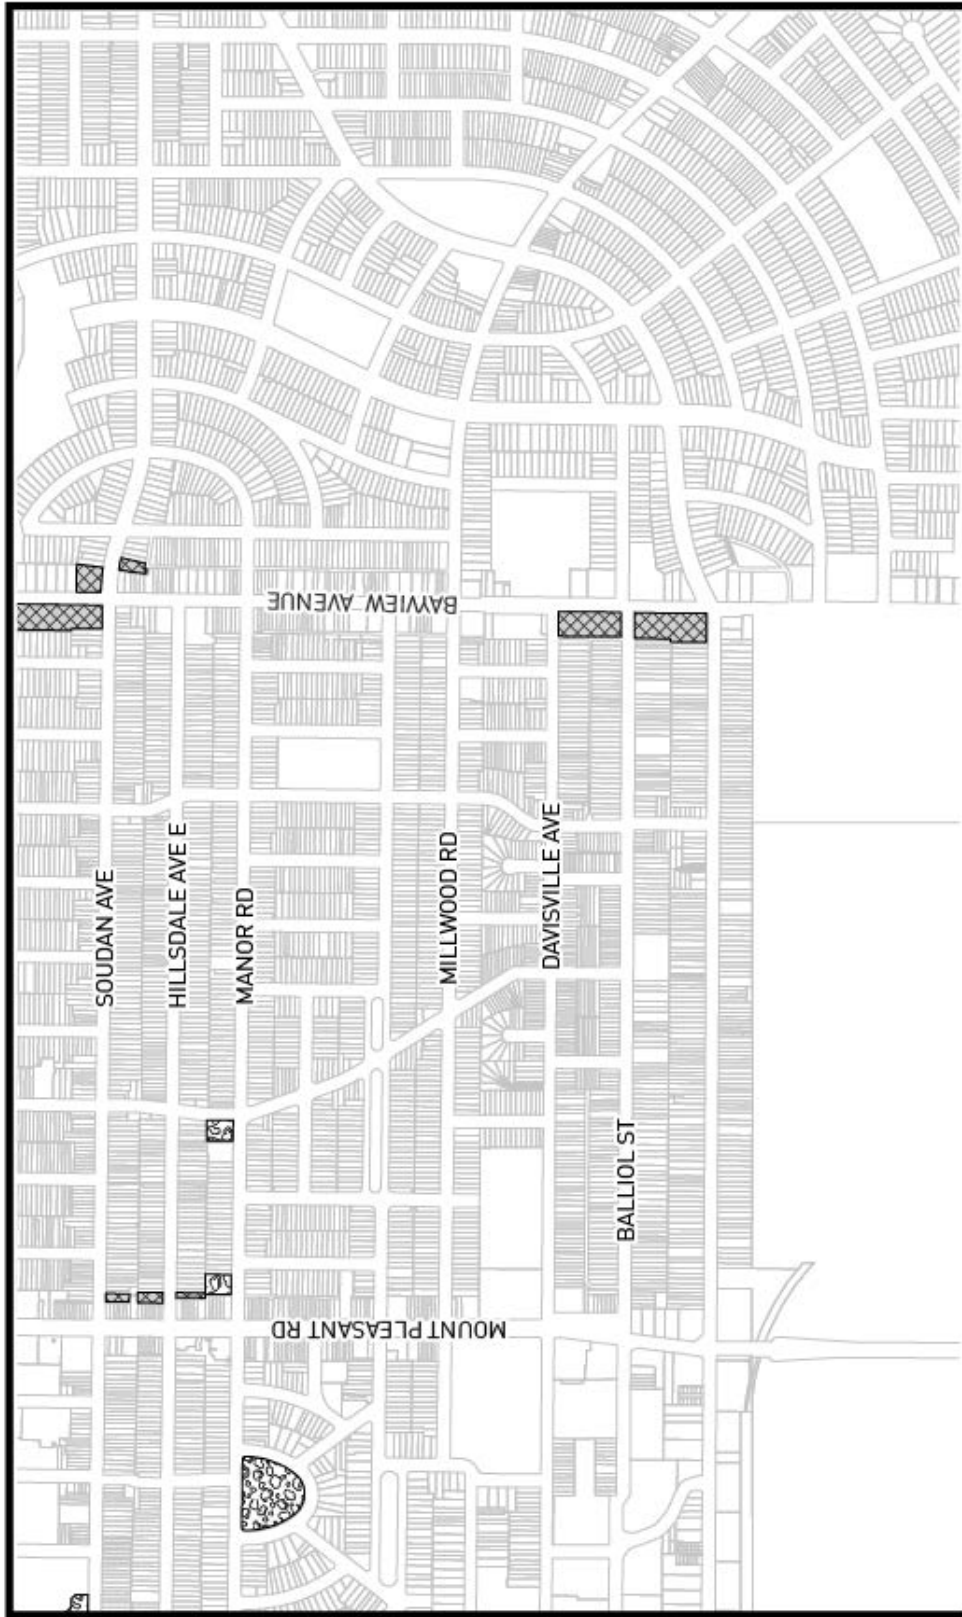 BAYVIEW AVENUE
SOUDAN AVE
HILLSDALE AVE E
MANOR RD
MILLWOOD RD
DAVISVILLE AVE
BALLIOL ST
MOUNT PLEASANT RD